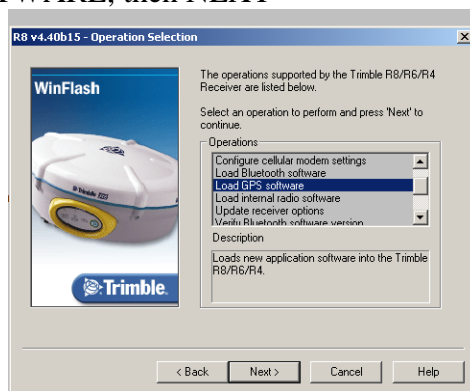 WARE, then NEXT
R8 v4.40b15 - Operation Selection
WinFlash
Trimble
The operations supported by the Trimble R8/R6/R4
Receiver are listed below.
Select an operation to perform and press 'Next' to
continue.
Operations
Configure cellular modem settings
Load Bluetooth software
Load GPS software
Load internal radio software
Update receiver options
Verify Bluetooth software version
Description
Loads new application software into the Trimble
R8/R6/R4.
< Back
Next >
Cancel
Help